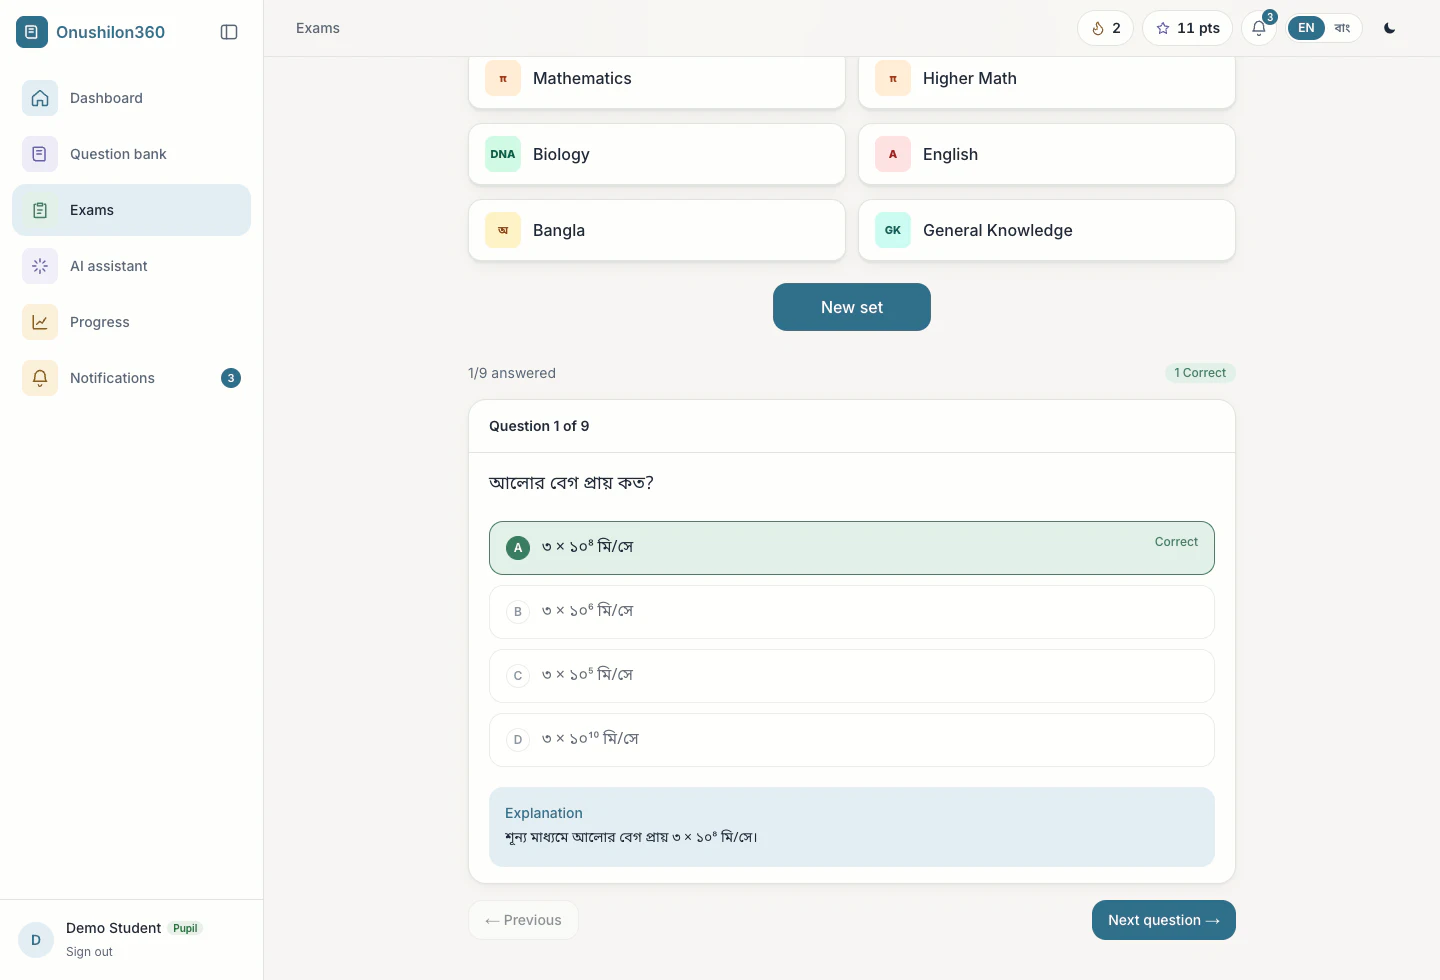 Onushilon360
Exams
2
11 pts
3
EN
বাং
Dashboard
Question bank
Exams
AI assistant
Progress
Notifications
3
π Mathematics
π Higher Math
DNA Biology
A English
অ Bangla
GK General Knowledge
New set
1/9 answered
1 Correct
Question 1 of 9
আলোর বেগ প্রায় কত?
A ৩ × ১০⁸ মি/সে
Correct
B ৩ × ১০⁶ মি/সে
C ৩ × ১০⁵ মি/সে
D ৩ × ১০¹⁰ মি/সে
Explanation
শূন্য মাধ্যমে আলোর বেগ প্রায় ৩ × ১০⁸ মি/সে।
← Previous
Next question →
D
Demo Student Pupil
Sign out